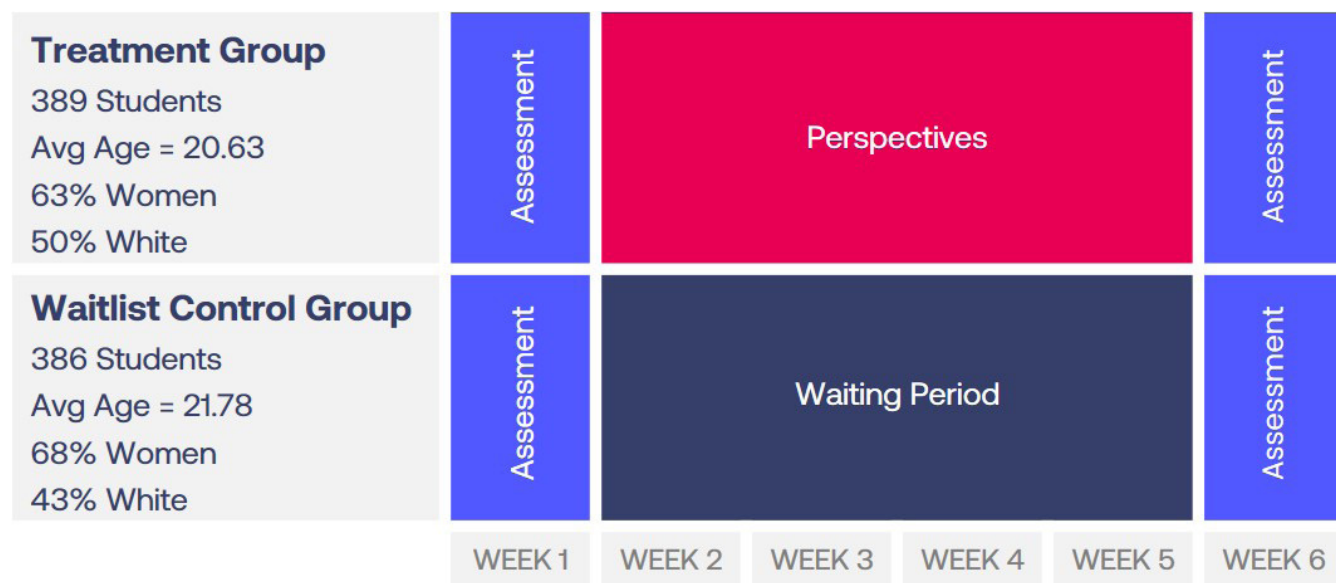 Treatment Group
389 Students
Avg Age = 20.63
63% Women
50% White
Assessment
Perspectives
Assessment
Waitlist Control Group
386 Students
Avg Age = 21.78
68% Women
43% White
Assessment
Waiting Period
Assessment
WEEK 1
WEEK 2
WEEK 3
WEEK 4
WEEK 5
WEEK 6